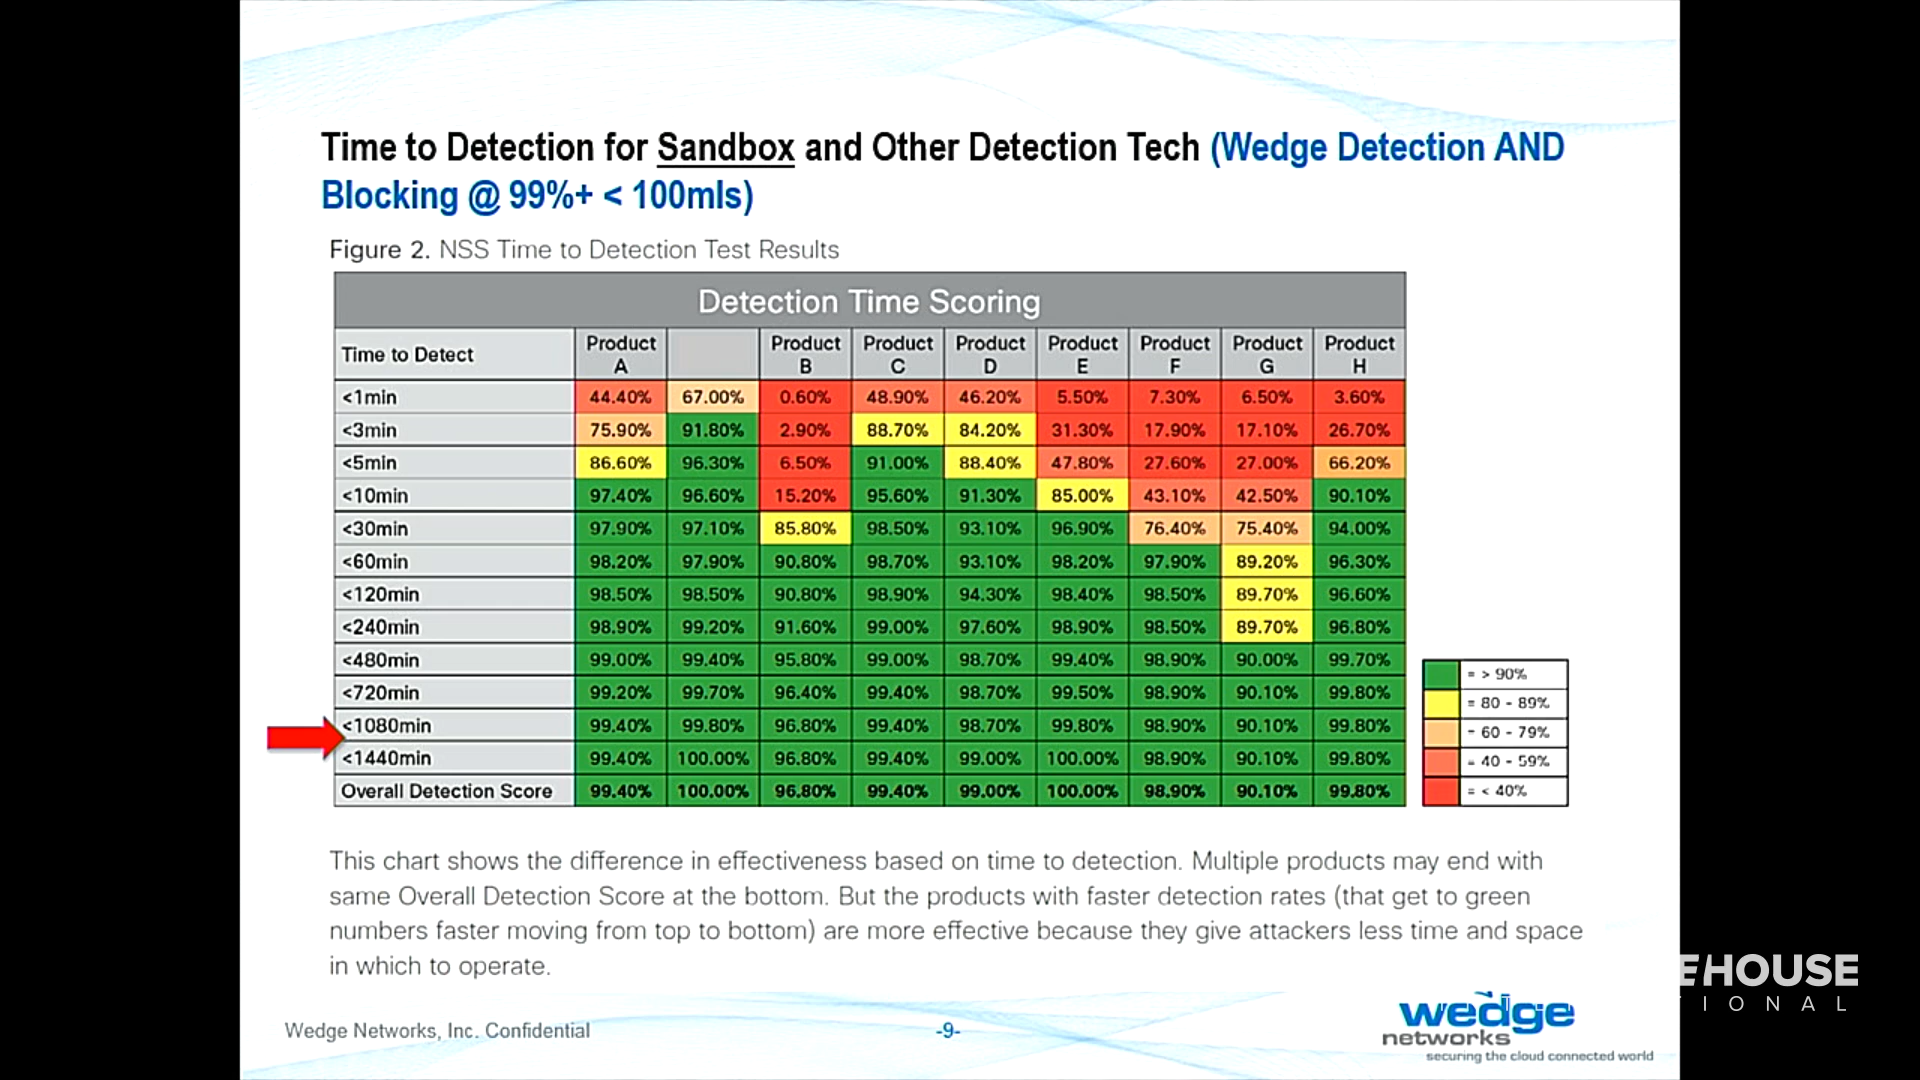 Time to Detection for Sandbox and Other Detection Tech (Wedge Detection AND
Blocking @ 99%+ < 100mls)
Figure 2. NSS Time to Detection Test Results
Detection Time Scoring
Time to Detect Product A Product B Product C Product D Product E Product F Product G Product H
<1min 44.40% 67.00% 0.60% 48.90% 46.20% 5.50% 7.30% 6.50% 3.60%
<3min 75.90% 91.80% 2.90% 88.70% 84.20% 31.30% 17.90% 17.10% 26.70%
<5min 86.60% 96.30% 6.50% 91.00% 88.40% 47.80% 27.60% 27.00% 66.20%
<10min 97.40% 96.60% 15.20% 95.60% 91.30% 85.00% 43.10% 42.50% 90.10%
<30min 97.90% 97.10% 85.80% 98.50% 93.10% 96.90% 76.40% 75.40% 94.00%
<60min 98.20% 97.90% 90.80% 98.70% 93.10% 98.20% 97.90% 89.20% 96.30%
<120min 98.50% 98.50% 90.80% 98.90% 94.30% 98.40% 98.50% 89.70% 96.60%
<240min 98.90% 99.20% 91.60% 99.00% 97.60% 98.90% 98.50% 89.70% 96.80%
<480min 99.00% 99.40% 95.80% 99.00% 98.70% 99.40% 98.90% 90.00% 99.70%
<720min 99.20% 99.70% 96.40% 99.40% 98.70% 99.50% 98.90% 90.10% 99.80%
<1080min 99.40% 99.80% 96.80% 99.40% 98.70% 99.80% 98.90% 90.10% 99.80%
<1440min 99.40% 100.00% 96.80% 99.40% 99.00% 100.00% 98.90% 90.10% 99.80%
Overall Detection Score 99.40% 100.00% 96.80% 99.40% 99.00% 100.00% 98.90% 90.10% 99.80%
= > 90%
= 80 - 89%
= 60 - 79%
= 40 - 59%
= < 40%
This chart shows the difference in effectiveness based on time to detection. Multiple products may end with
same Overall Detection Score at the bottom. But the products with faster detection rates (that get to green
numbers faster moving from top to bottom) are more effective because they give attackers less time and space
in which to operate.
Wedge Networks, Inc. Confidential
-9-
wedge
networks
securing the cloud connected world
EHOUSE
TIONAL